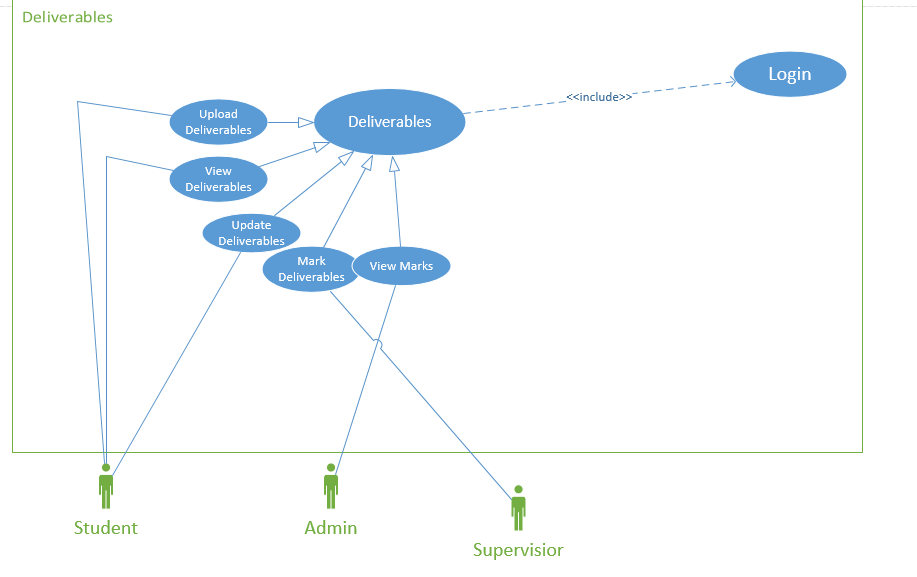 Deliverables
Login
<<include>>
Upload
Deliverables
Deliverables
View
Deliverables
Update
Deliverables
Mark
Deliverables
View Marks
Student
Admin
Supervisior